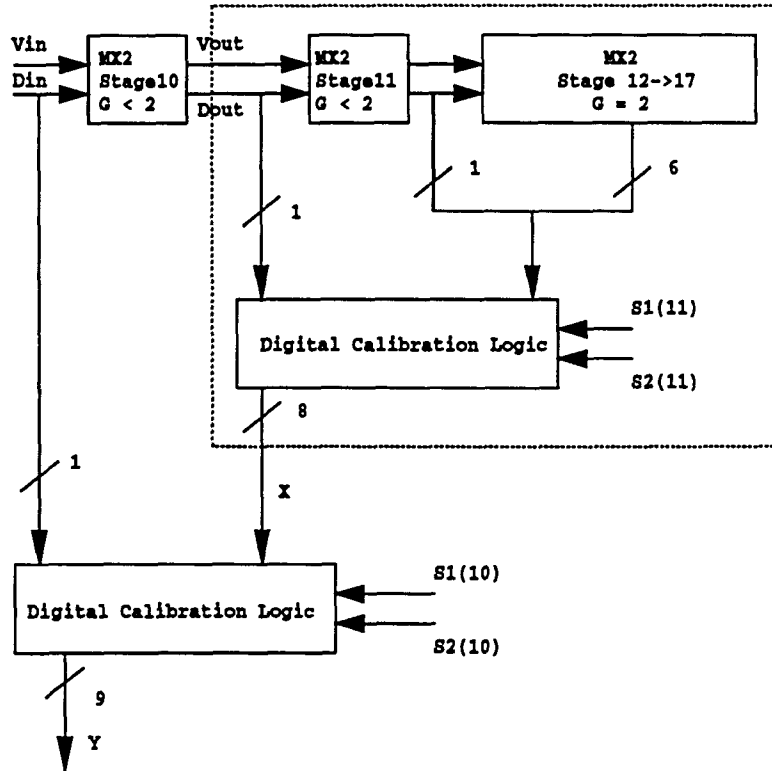 Vin
Din
MX2
Stage10
G < 2
Vout
Dout
MX2
Stage11
G < 2
MX2
Stage 12->17
G = 2
1
6
1
Digital Calibration Logic
S1(11)
S2(11)
8
1
X
Digital Calibration Logic
S1(10)
S2(10)
9
Y